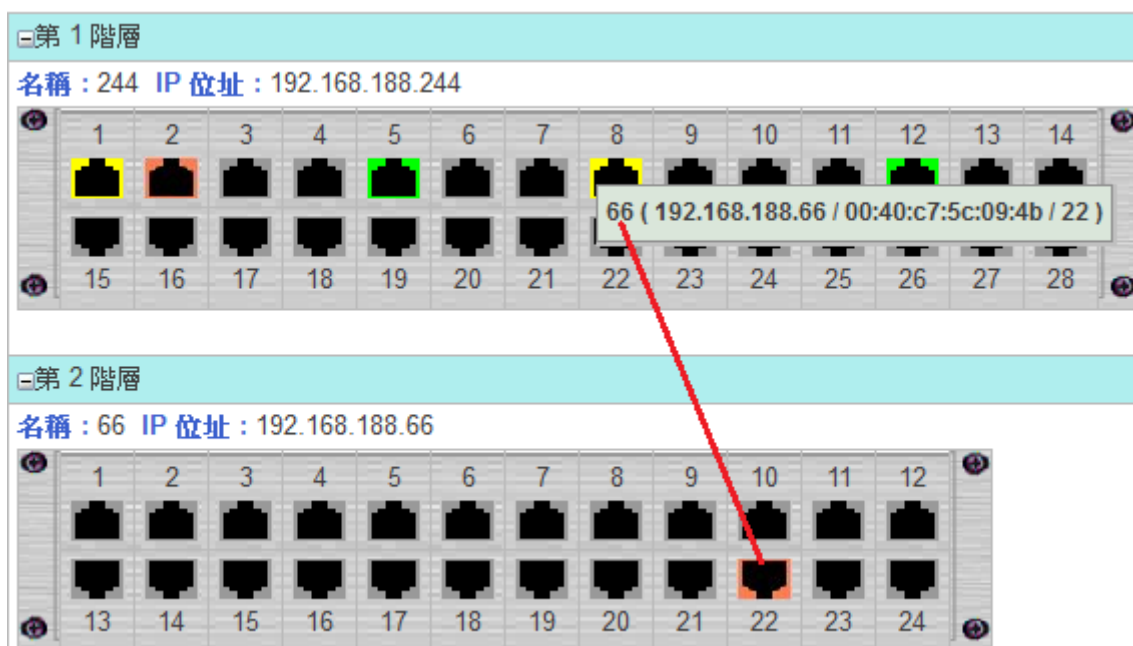 第 1 階層
名稱：244 IP 位址：192.168.188.244
1 2 3 4 5 6 7 8 9 10 11 12 13 14
66 ( 192.168.188.66 / 00:40:c7:5c:09:4b / 22 )
15 16 17 18 19 20 21 22 23 24 25 26 27 28
第 2 階層
名稱：66 IP 位址：192.168.188.66
1 2 3 4 5 6 7 8 9 10 11 12
13 14 15 16 17 18 19 20 21 22 23 24